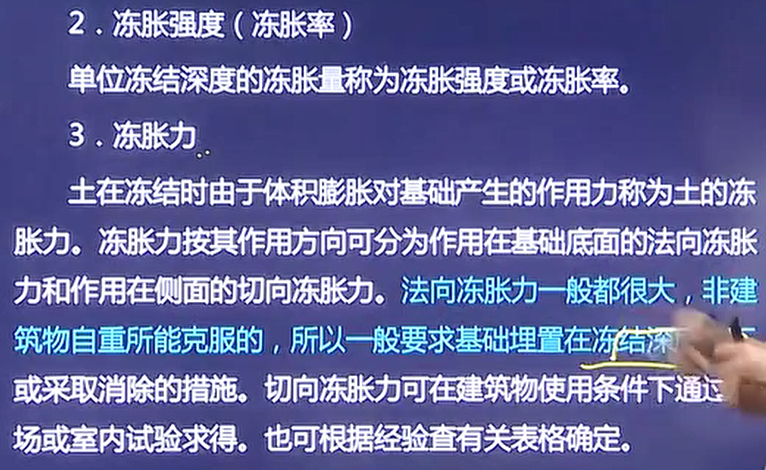 2．冻胀强度（冻胀率）
单位冻结深度的冻胀量称为冻胀强度或冻胀率。
3．冻胀力
土在冻结时由于体积膨胀对基础产生的作用力称为土的冻
胀力。冻胀力按其作用方向可分为作用在基础底面的法向冻胀
力和作用在侧面的切向冻胀力。法向冻胀力一般都很大，非建
筑物自重所能克服的，所以一般要求基础埋置在冻结深
或采取消除的措施。切向冻胀力可在建筑物使用条件下通过
场或室内试验求得。也可根据经验查有关表格确定。